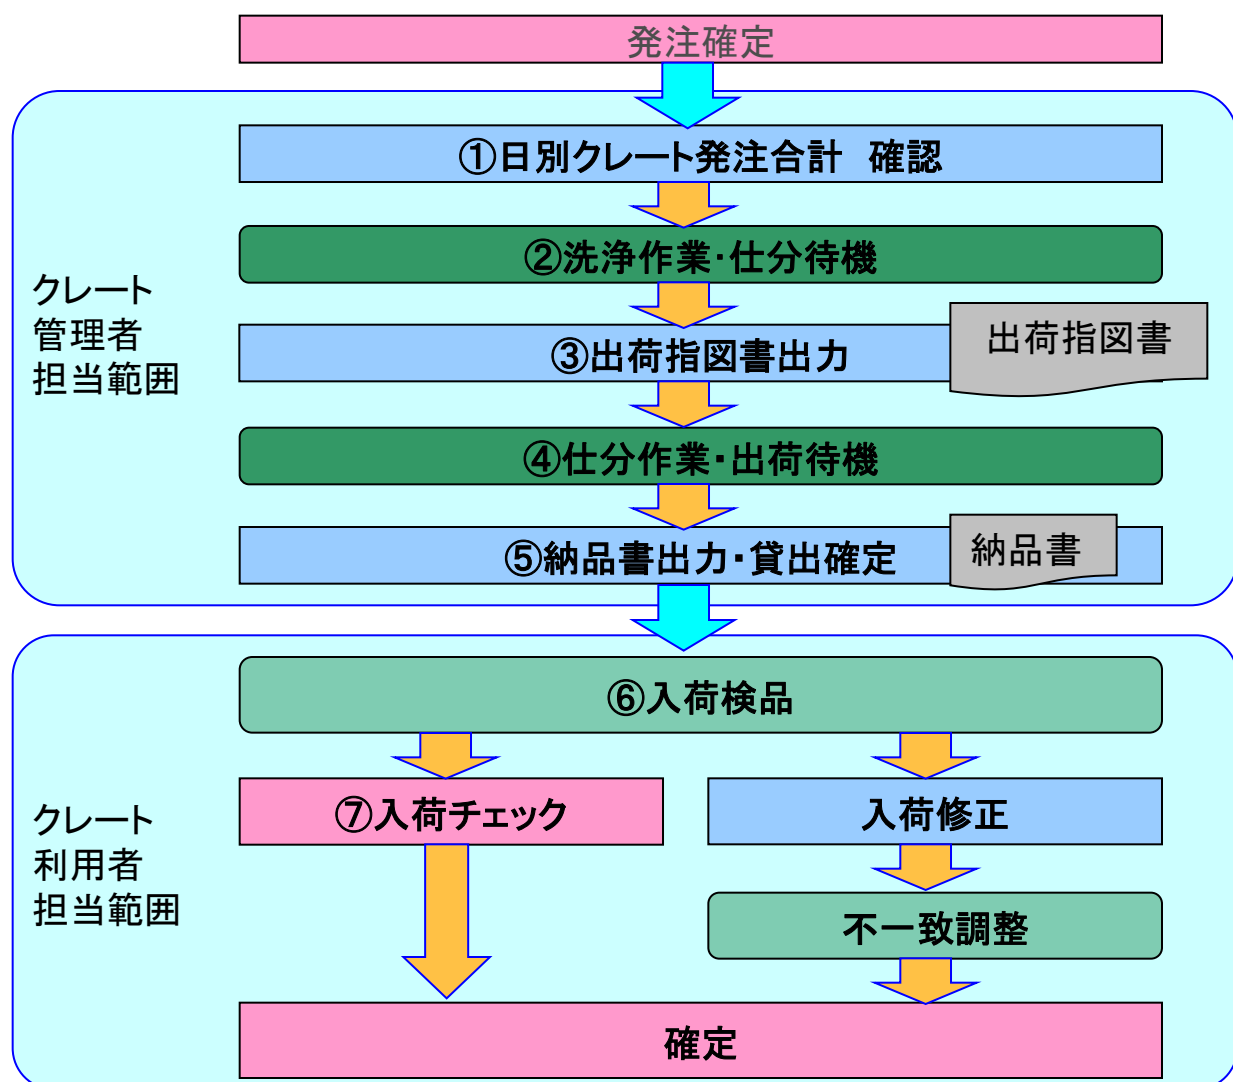 発注確定
①日別クレート発注合計　確認
②洗浄作業・仕分待機
クレート
管理者
担当範囲
③出荷指図書出力
出荷指図書
④仕分作業・出荷待機
⑤納品書出力・貸出確定
納品書
⑥入荷検品
クレート
利用者
担当範囲
⑦入荷チェック
入荷修正
不一致調整
確定